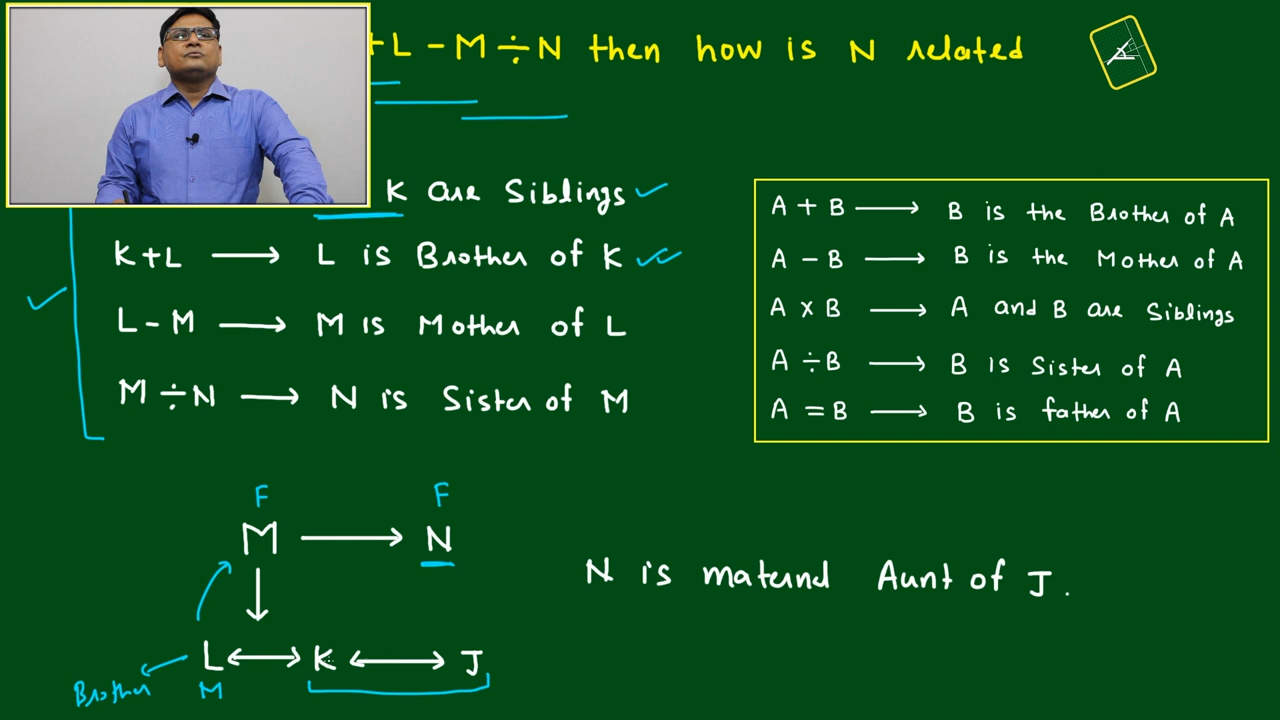 + L - M ÷ N then how is N related
K are Siblings
K + L → L is Brother of K
L - M → M is Mother of L
M ÷ N → N is Sister of M
A + B → B is the Brother of A
A - B → B is the Mother of A
A x B → A and B are Siblings
A ÷ B → B is Sister of A
A = B → B is father of A
F F
M → N
N is maternal Aunt of J.
L ↔ K ↔ J
Brother M